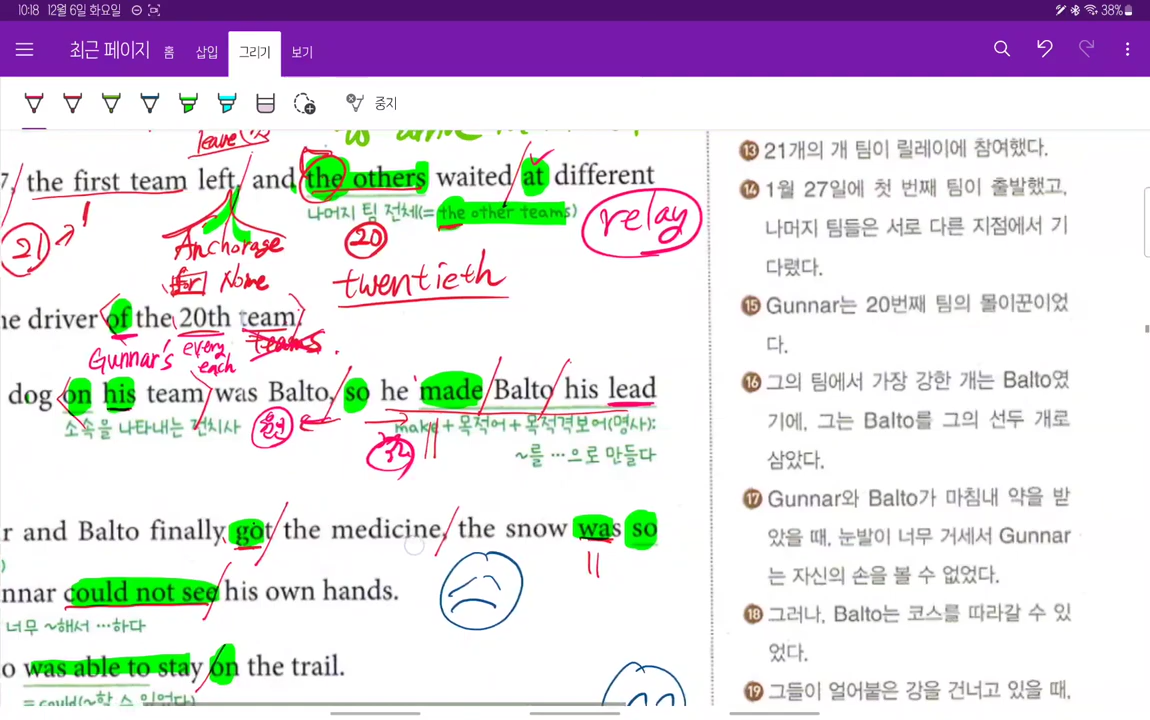 10:18 12월 6일 화요일 38%
최근 페이지 홈 삽입 그리기 보기
중지
leave
7, the first team left, and the others waited at different
나머지 팀 전체(= the other teams)
relay
21
Anchorage
20
for Nome
twentieth
ne driver of the 20th team.
Gunnar's every teams
each
dog on his team was Balto, so he made Balto his lead
소속을 나타내는 전치사
make + 목적어 + 목적격보어(명사):
~를 …으로 만들다
r and Balto finally got the medicine, the snow was so
nnar could not see his own hands.
너무 ~해서 …하다
o was able to stay on the trail.
= could(~할 수 있었다)
⑬ 21개의 개 팀이 릴레이에 참여했다.
⑭ 1월 27일에 첫 번째 팀이 출발했고,
나머지 팀들은 서로 다른 지점에서 기
다렸다.
⑮ Gunnar는 20번째 팀의 몰이꾼이었
다.
⑯ 그의 팀에서 가장 강한 개는 Balto였
기에, 그는 Balto를 그의 선두 개로
삼았다.
⑰ Gunnar와 Balto가 마침내 약을 받
았을 때, 눈발이 너무 거세서 Gunnar
는 자신의 손을 볼 수 없었다.
⑱ 그러나, Balto는 코스를 따라갈 수 있
었다.
⑲ 그들이 얼어붙은 강을 건너고 있을 때,